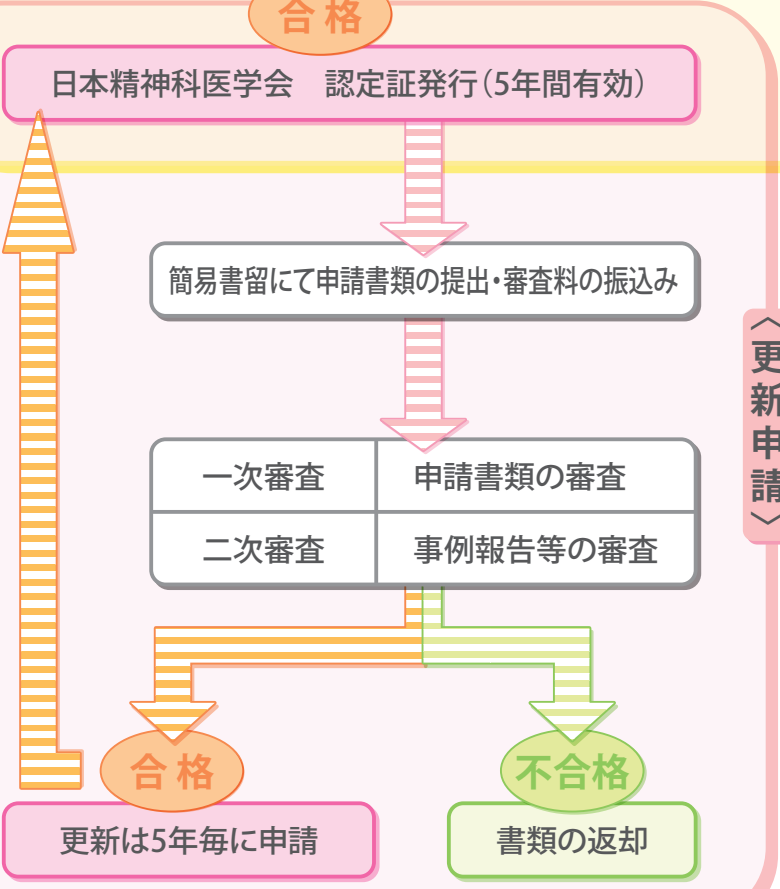 合格
日本精神科医学会　認定証発行(5年間有効)
簡易書留にて申請書類の提出・審査料の振込み
一次審査　申請書類の審査
二次審査　事例報告等の審査
〈更新申請〉
合格
不合格
更新は5年毎に申請
書類の返却